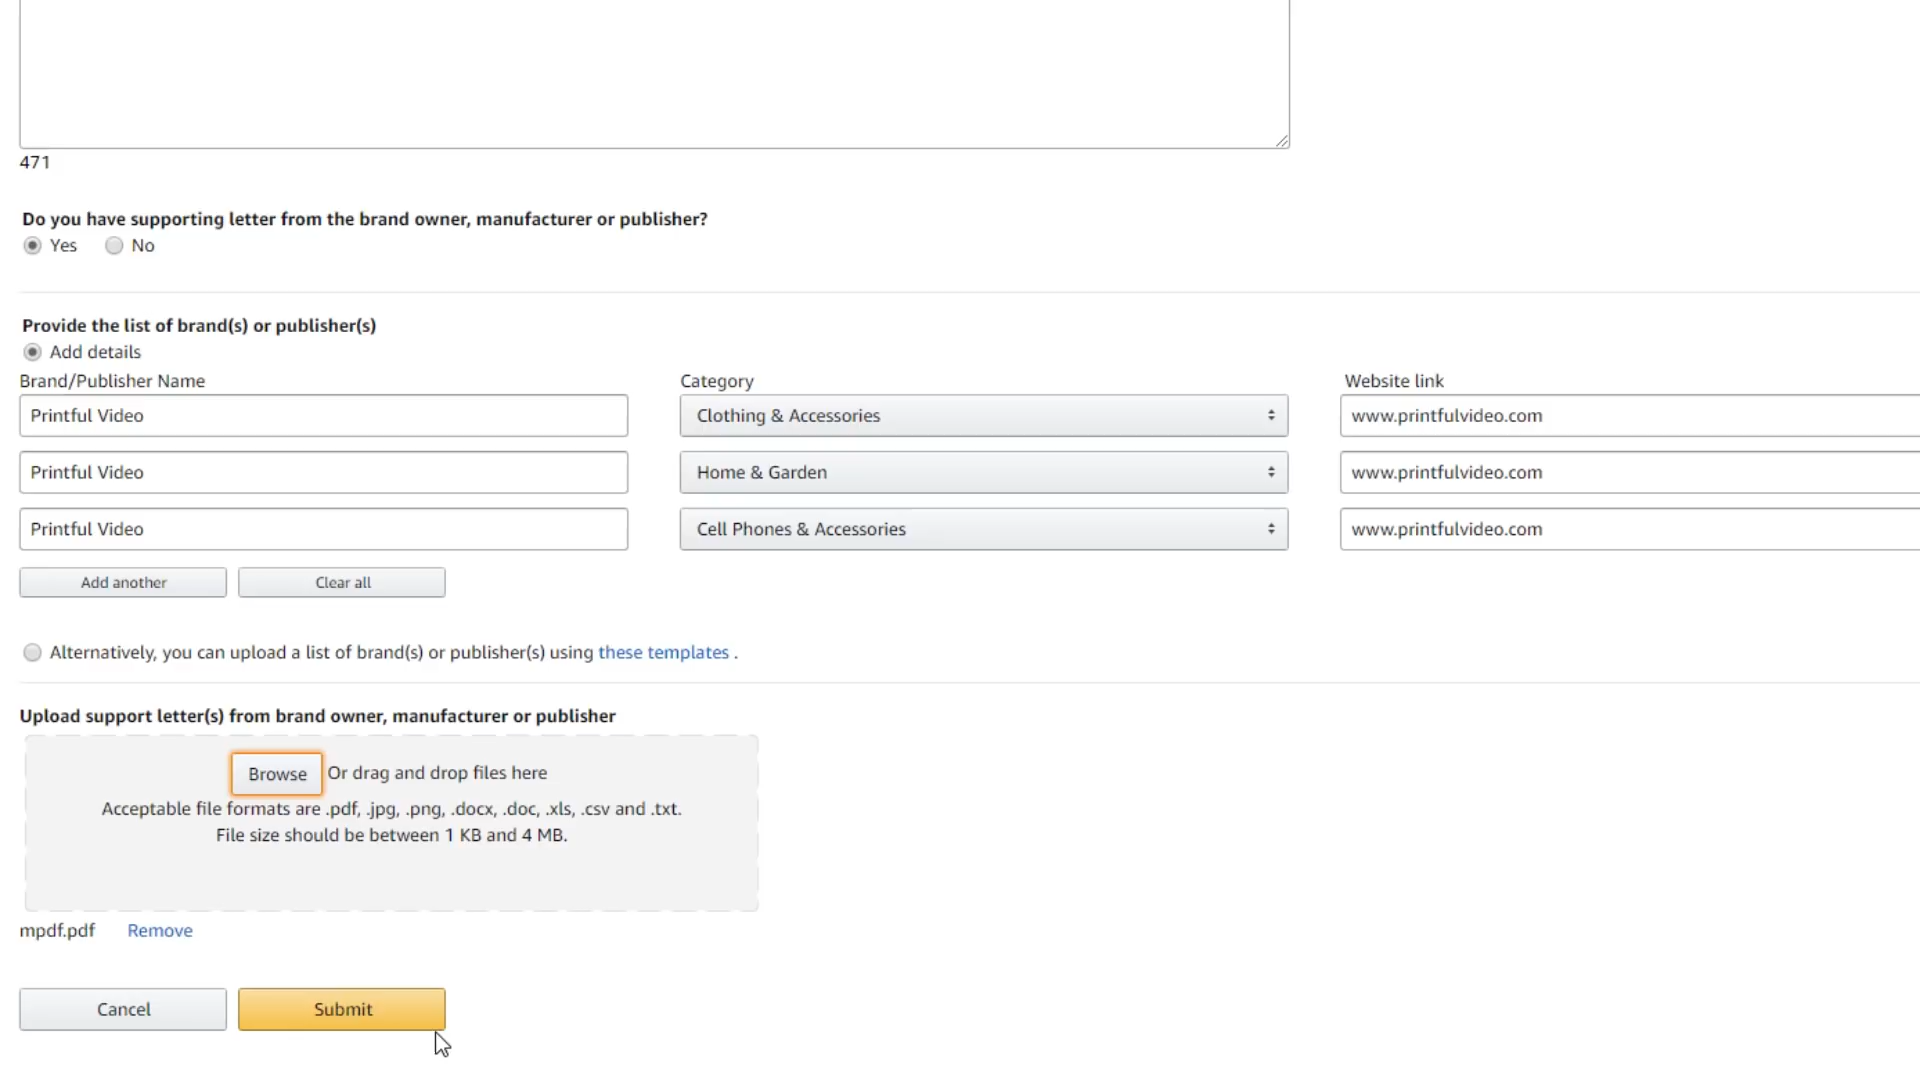 471
Do you have supporting letter from the brand owner, manufacturer or publisher?
Yes No
Provide the list of brand(s) or publisher(s)
Add details
Brand/Publisher Name Category Website link
Printful Video Clothing & Accessories www.printfulvideo.com
Printful Video Home & Garden www.printfulvideo.com
Printful Video Cell Phones & Accessories www.printfulvideo.com
Add another Clear all
Alternatively, you can upload a list of brand(s) or publisher(s) using these templates .
Upload support letter(s) from brand owner, manufacturer or publisher
Browse Or drag and drop files here
Acceptable file formats are .pdf, .jpg, .png, .docx, .doc, .xls, .csv and .txt.
File size should be between 1 KB and 4 MB.
mpdf.pdf Remove
Cancel Submit